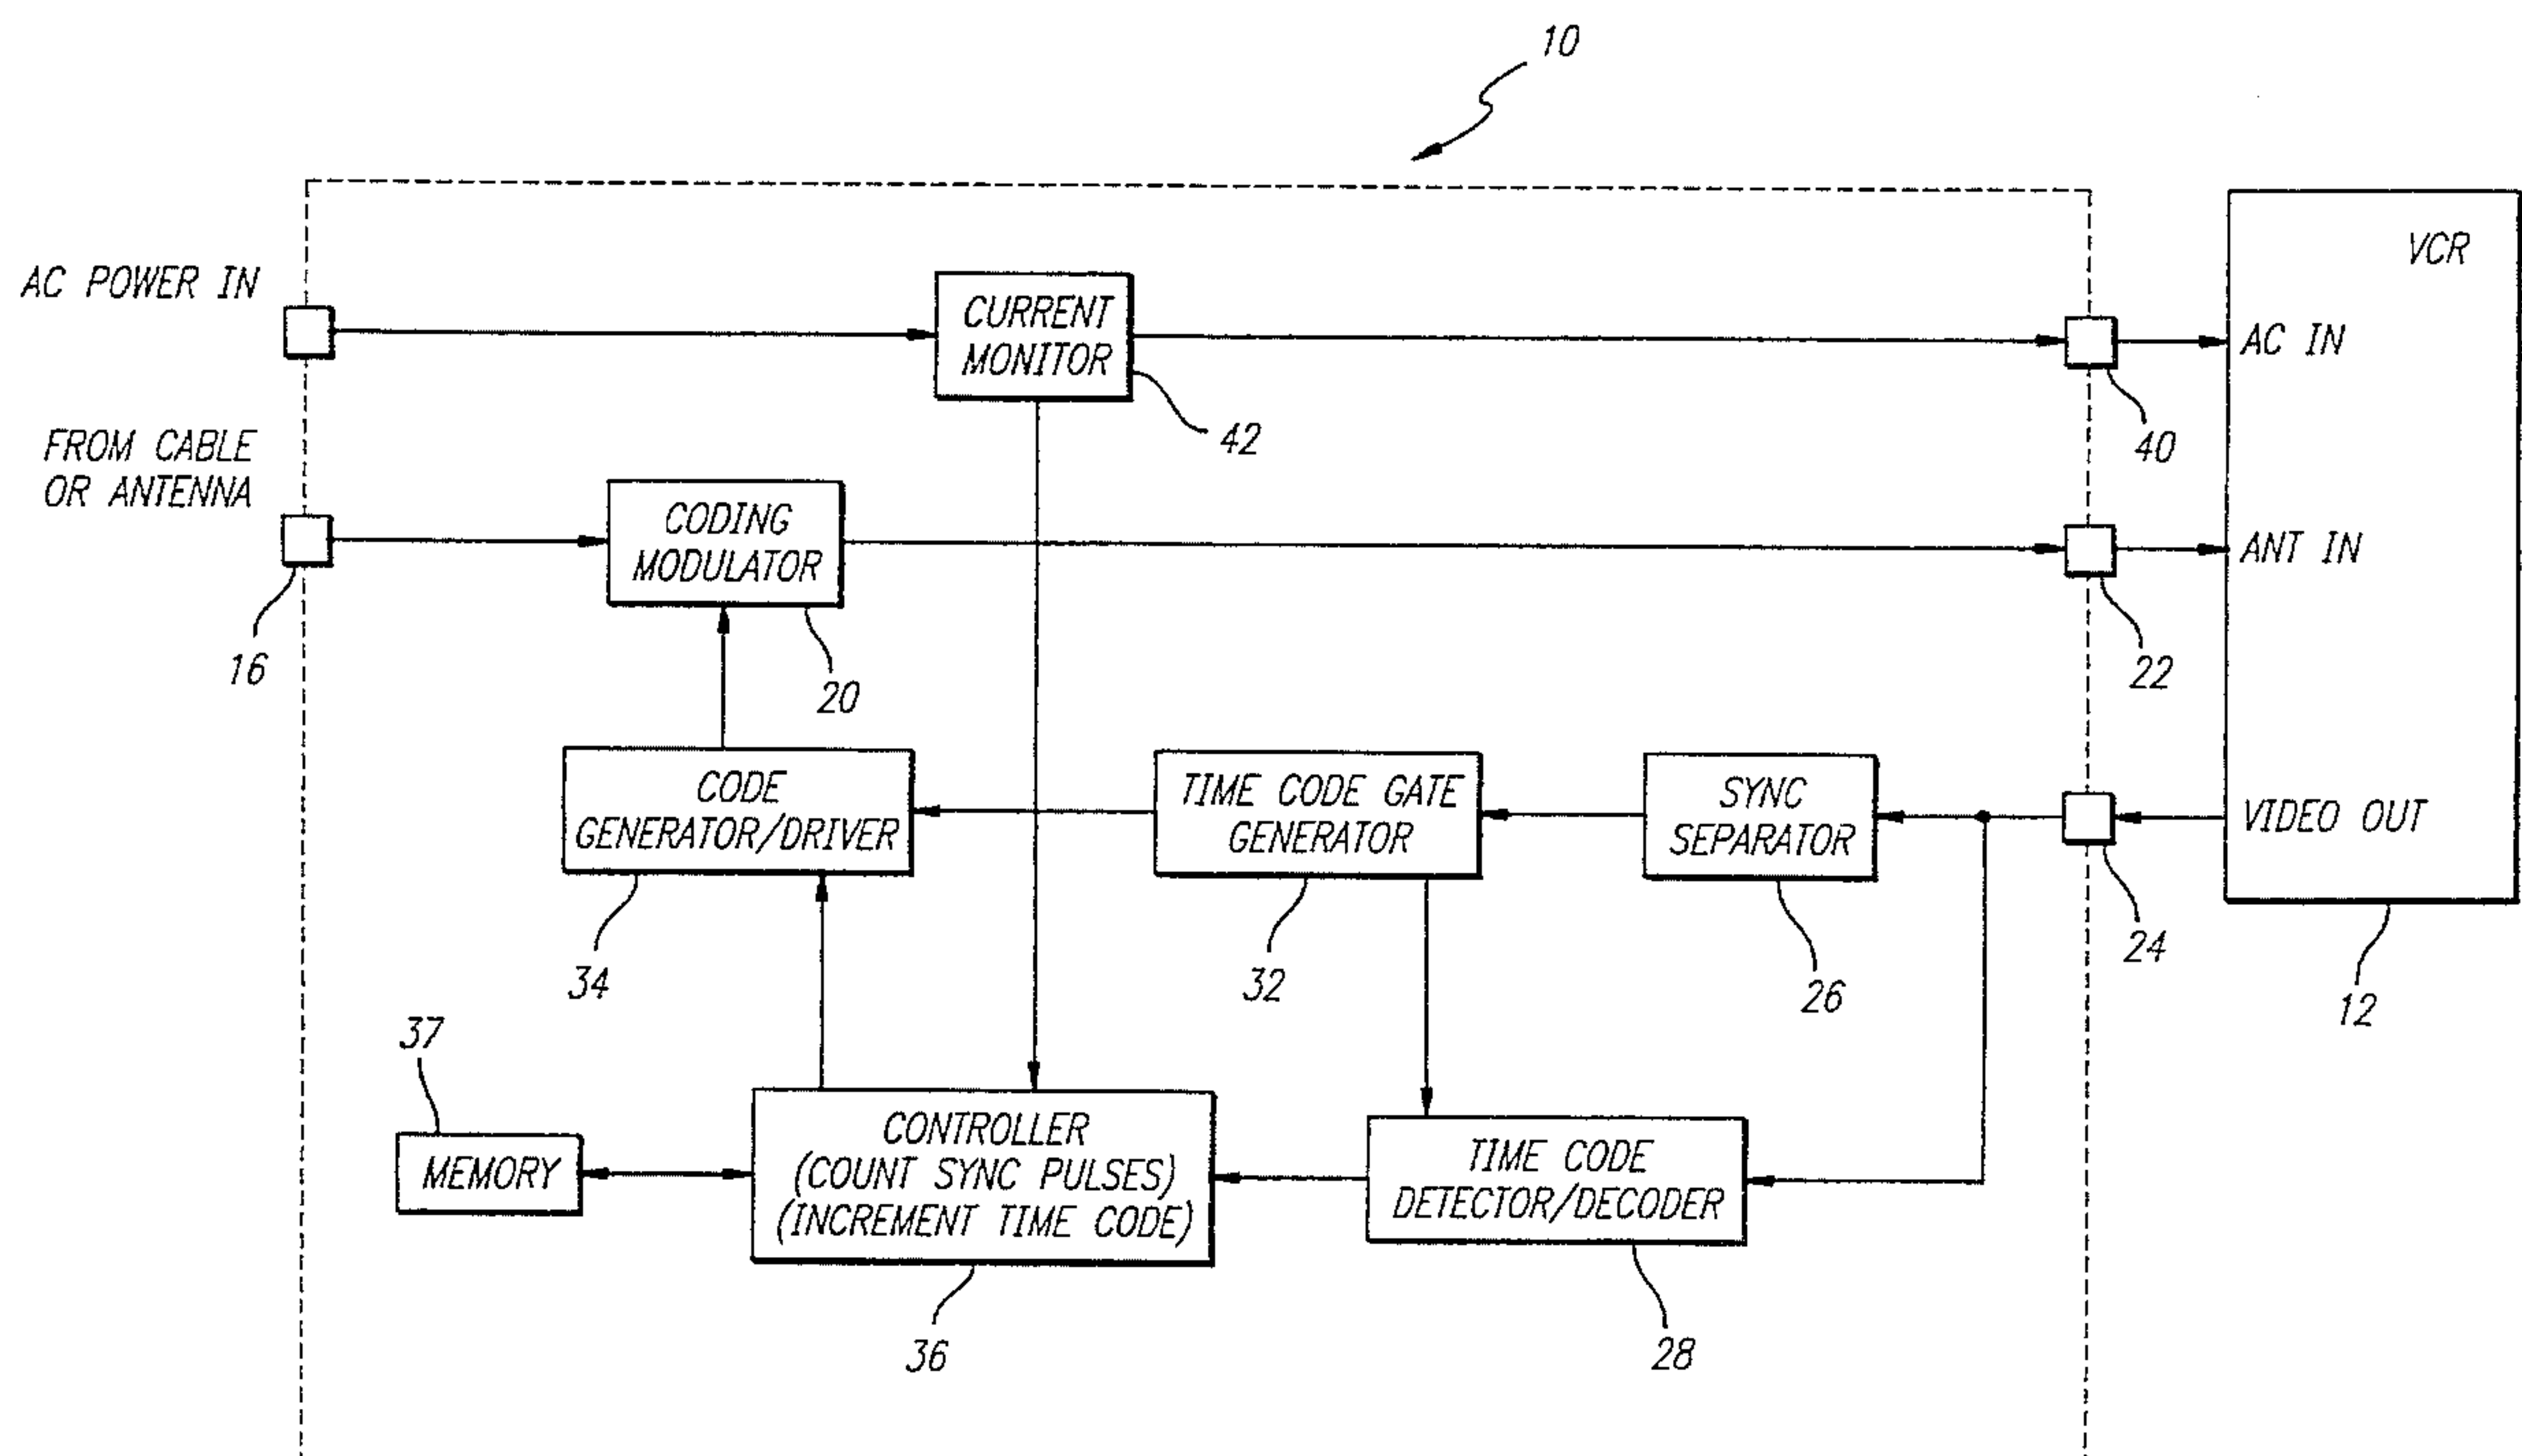 10
VCR
AC POWER IN
CURRENT
MONITOR
AC IN
42
40
FROM CABLE
OR ANTENNA
CODING
MODULATOR
ANT IN
16
20
22
CODE
GENERATOR/DRIVER
TIME CODE GATE
GENERATOR
SYNC
SEPARATOR
VIDEO OUT
34
32
26
24
12
37
MEMORY
CONTROLLER
(COUNT SYNC PULSES)
(INCREMENT TIME CODE)
TIME CODE
DETECTOR/DECODER
36
28